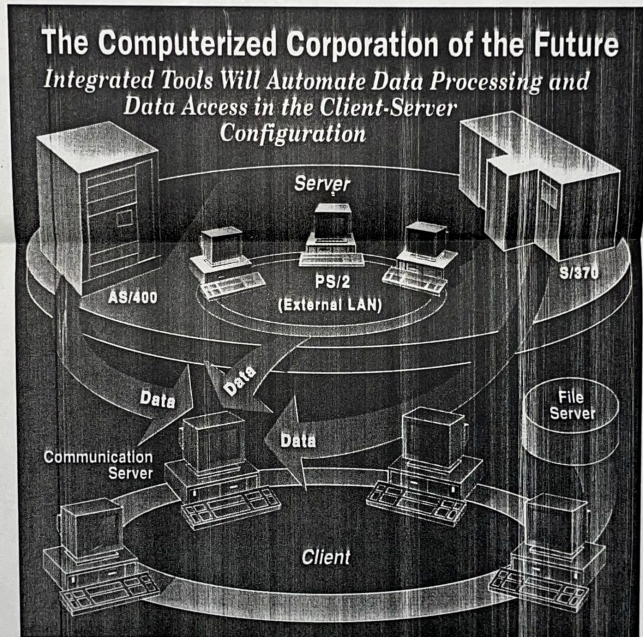 The Computerized Corporation of the Future
Integrated Tools Will Automate Data Processing and
Data Access in the Client-Server
Configuration
Server
AS/400
PS/2
(External LAN)
S/370
Data
Data
Data
File
Server
Communication
Server
Client